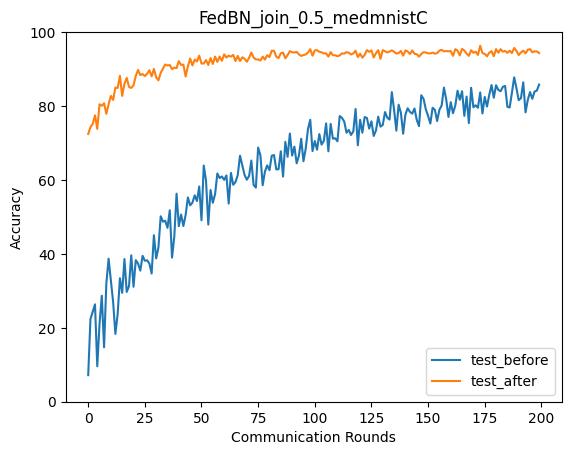 FedBN_join_0.5_medmnistC
100
80
60
40
20
0
Accuracy
0 25 50 75 100 125 150 175 200
Communication Rounds
test_before
test_after